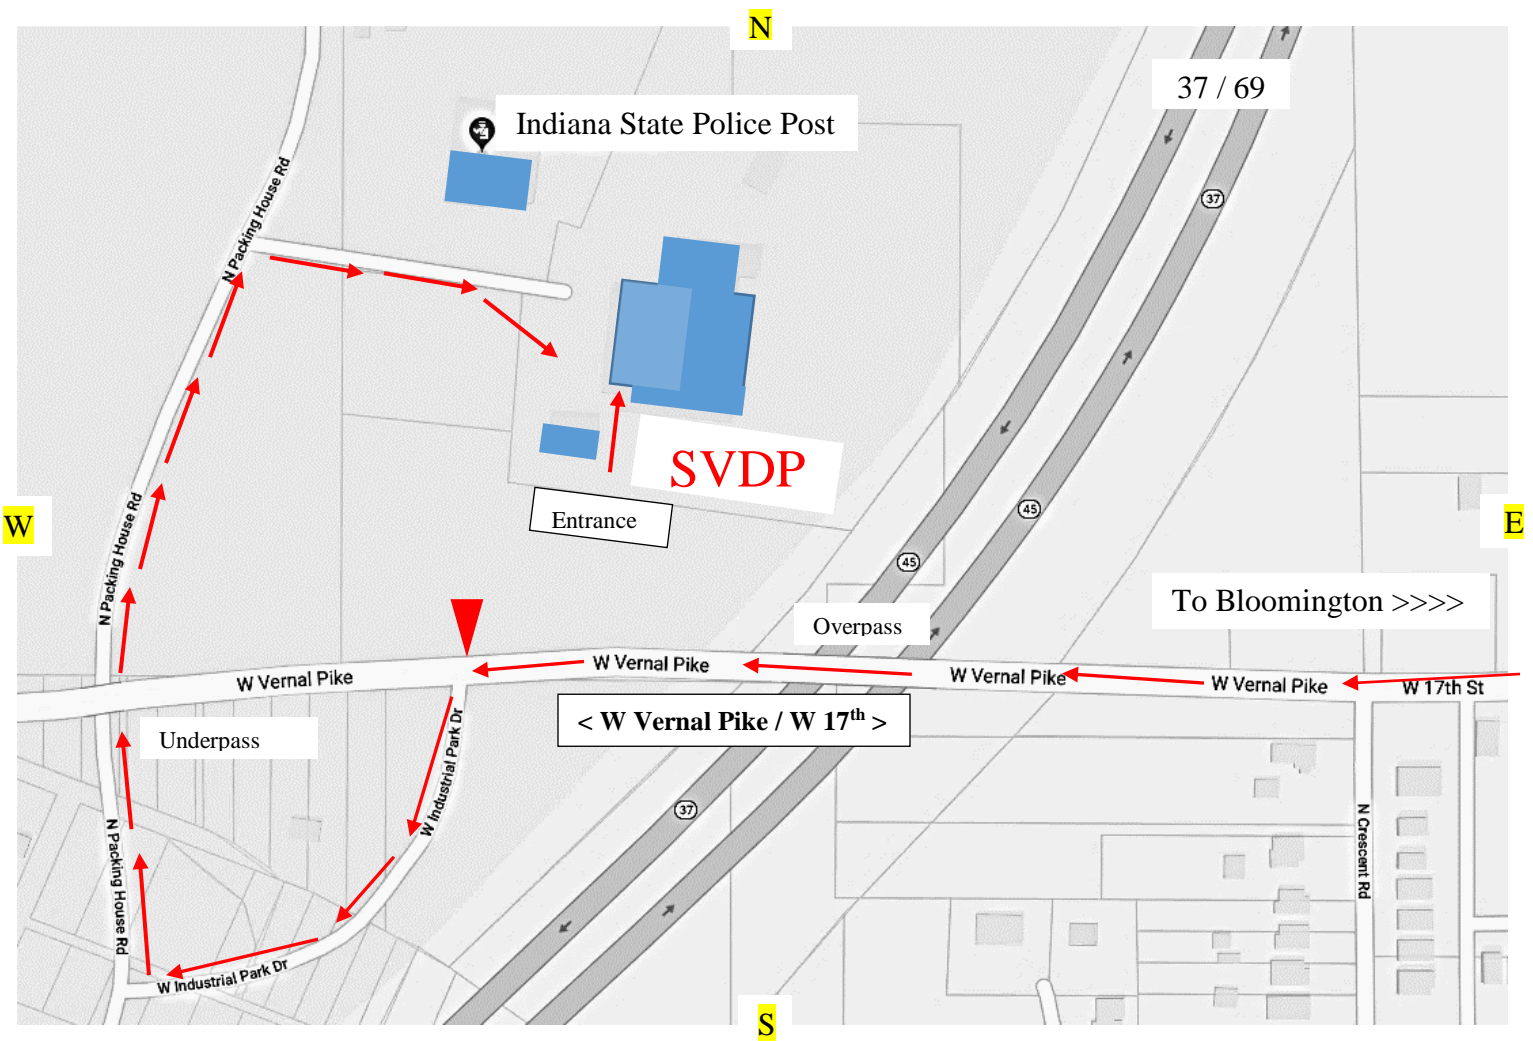 N
37 / 69
Indiana State Police Post
N Packing House Rd
37
SVDP
Entrance
W
E
N Packing House Rd
45
45
To Bloomington >>>>
Overpass
W Vernal Pike
W Vernal Pike
W Vernal Pike
W Vernal Pike
W 17th St
< W Vernal Pike / W 17th >
Underpass
W Industrial Park Dr
37
N Packing House Rd
N Crescent Rd
W Industrial Park Dr
S